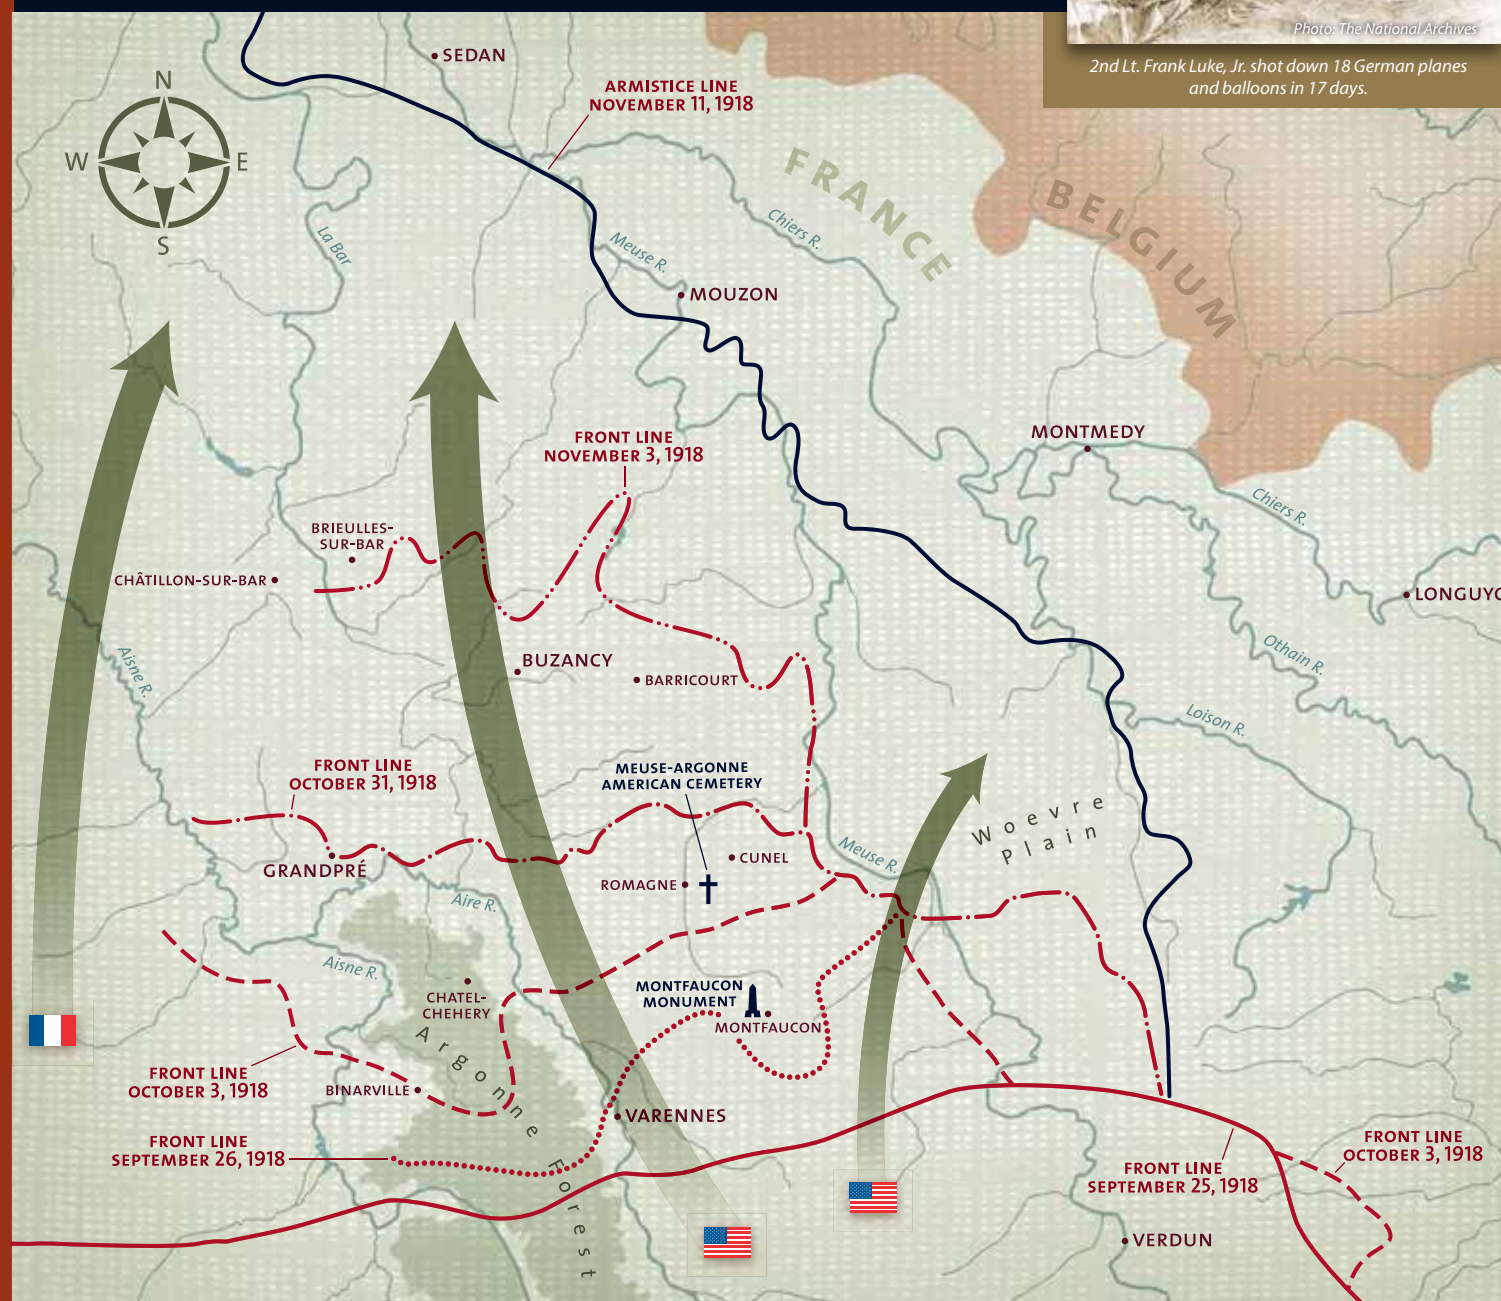 Photo: The National Archives
2nd Lt. Frank Luke, Jr. shot down 18 German planes
and balloons in 17 days.
SEDAN
ARMISTICE LINE
NOVEMBER 11, 1918
N
W
E
S
FRANCE
BELGIUM
Chiers R.
La Bar
Meuse R.
MOUZON
FRONT LINE
NOVEMBER 3, 1918
MONTMEDY
Chiers R.
BRIEULLES-
SUR-BAR
CHÂTILLON-SUR-BAR
LONGUYO
Aisne R.
BUZANCY
BARRICOURT
Othain R.
Loison R.
FRONT LINE
OCTOBER 31, 1918
MEUSE-ARGONNE
AMERICAN CEMETERY
Woevre
Plain
GRANDPRÉ
CUNEL
Meuse R.
ROMAGNE
Aire R.
Aisne R.
CHATEL-
CHEHERY
MONTFAUCON
MONUMENT
MONTFAUCON
Argonne Forest
FRONT LINE
OCTOBER 3, 1918
BINARVILLE
VARENNES
FRONT LINE
SEPTEMBER 26, 1918
FRONT LINE
SEPTEMBER 25, 1918
FRONT LINE
OCTOBER 3, 1918
VERDUN